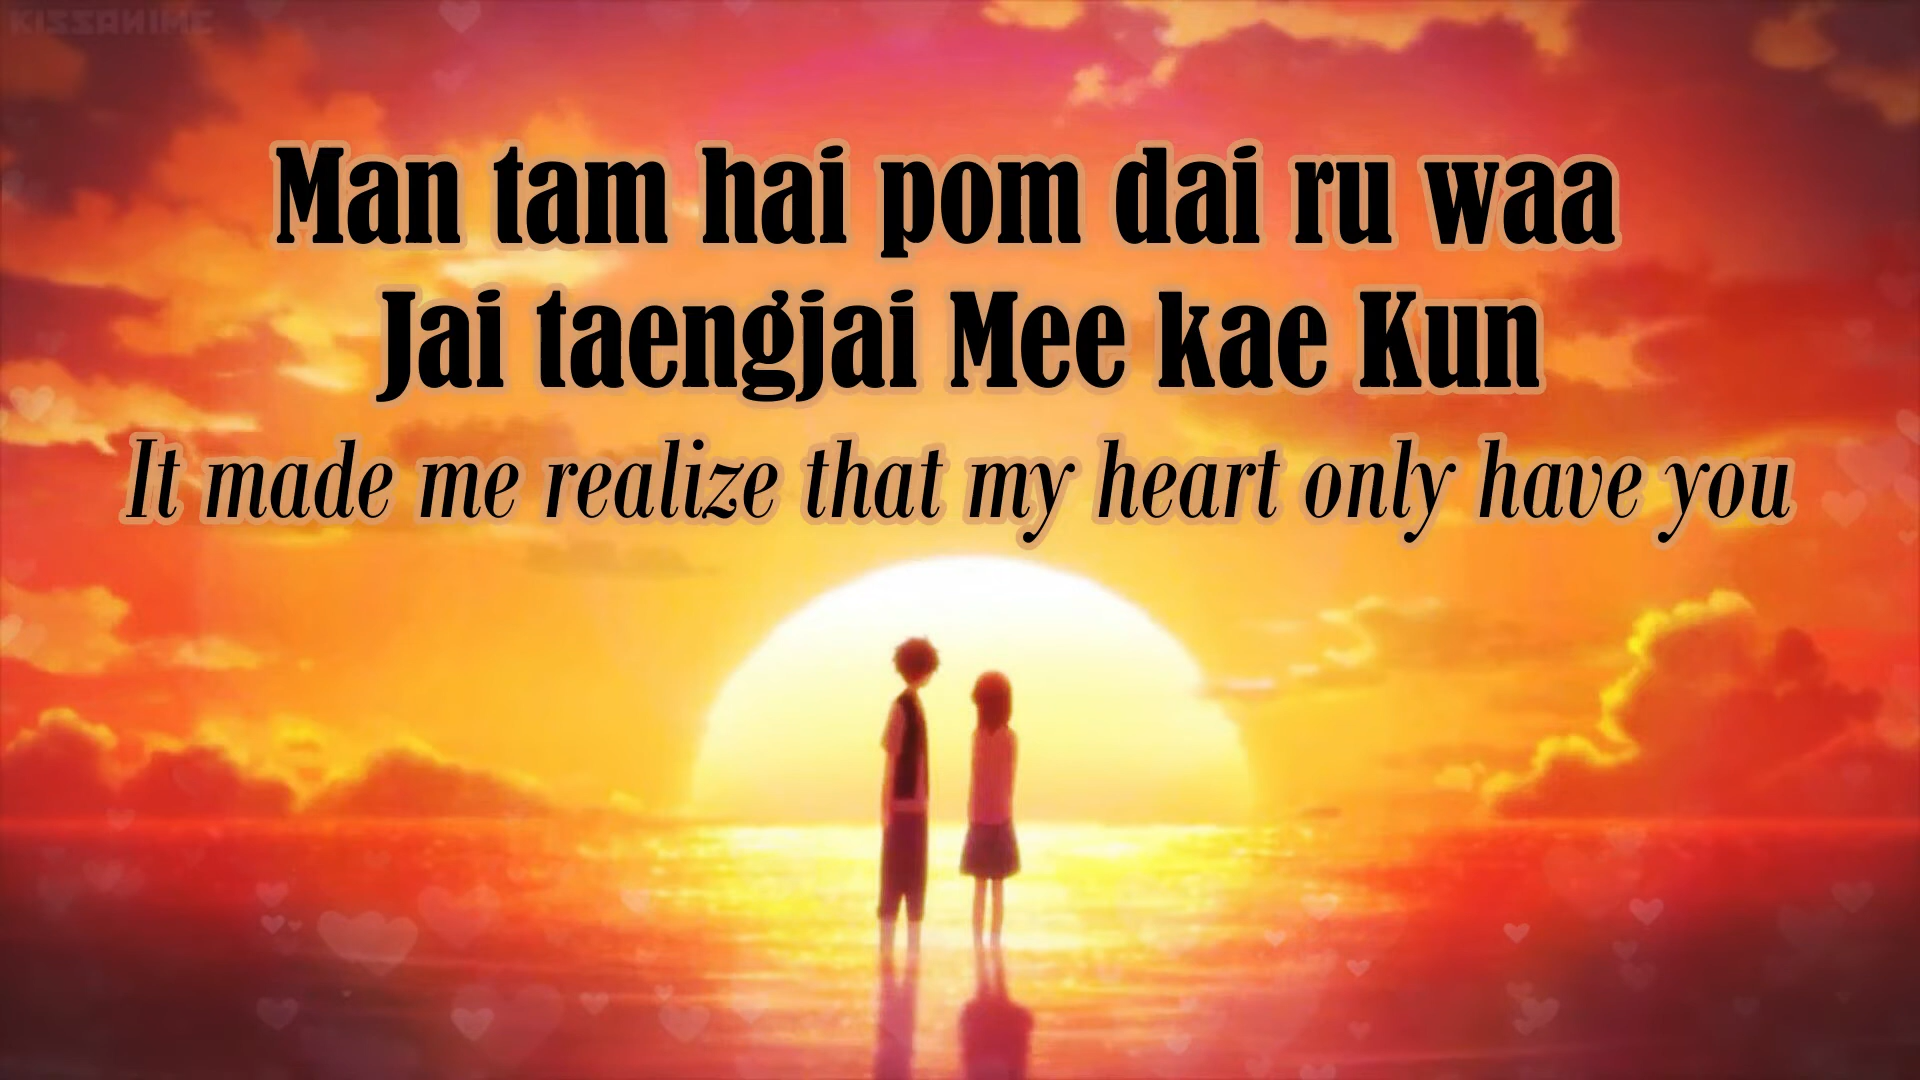 KISSANIME
Man tam hai pom dai ru waa
Jai taengjai Mee kae Kun
It made me realize that my heart only have you